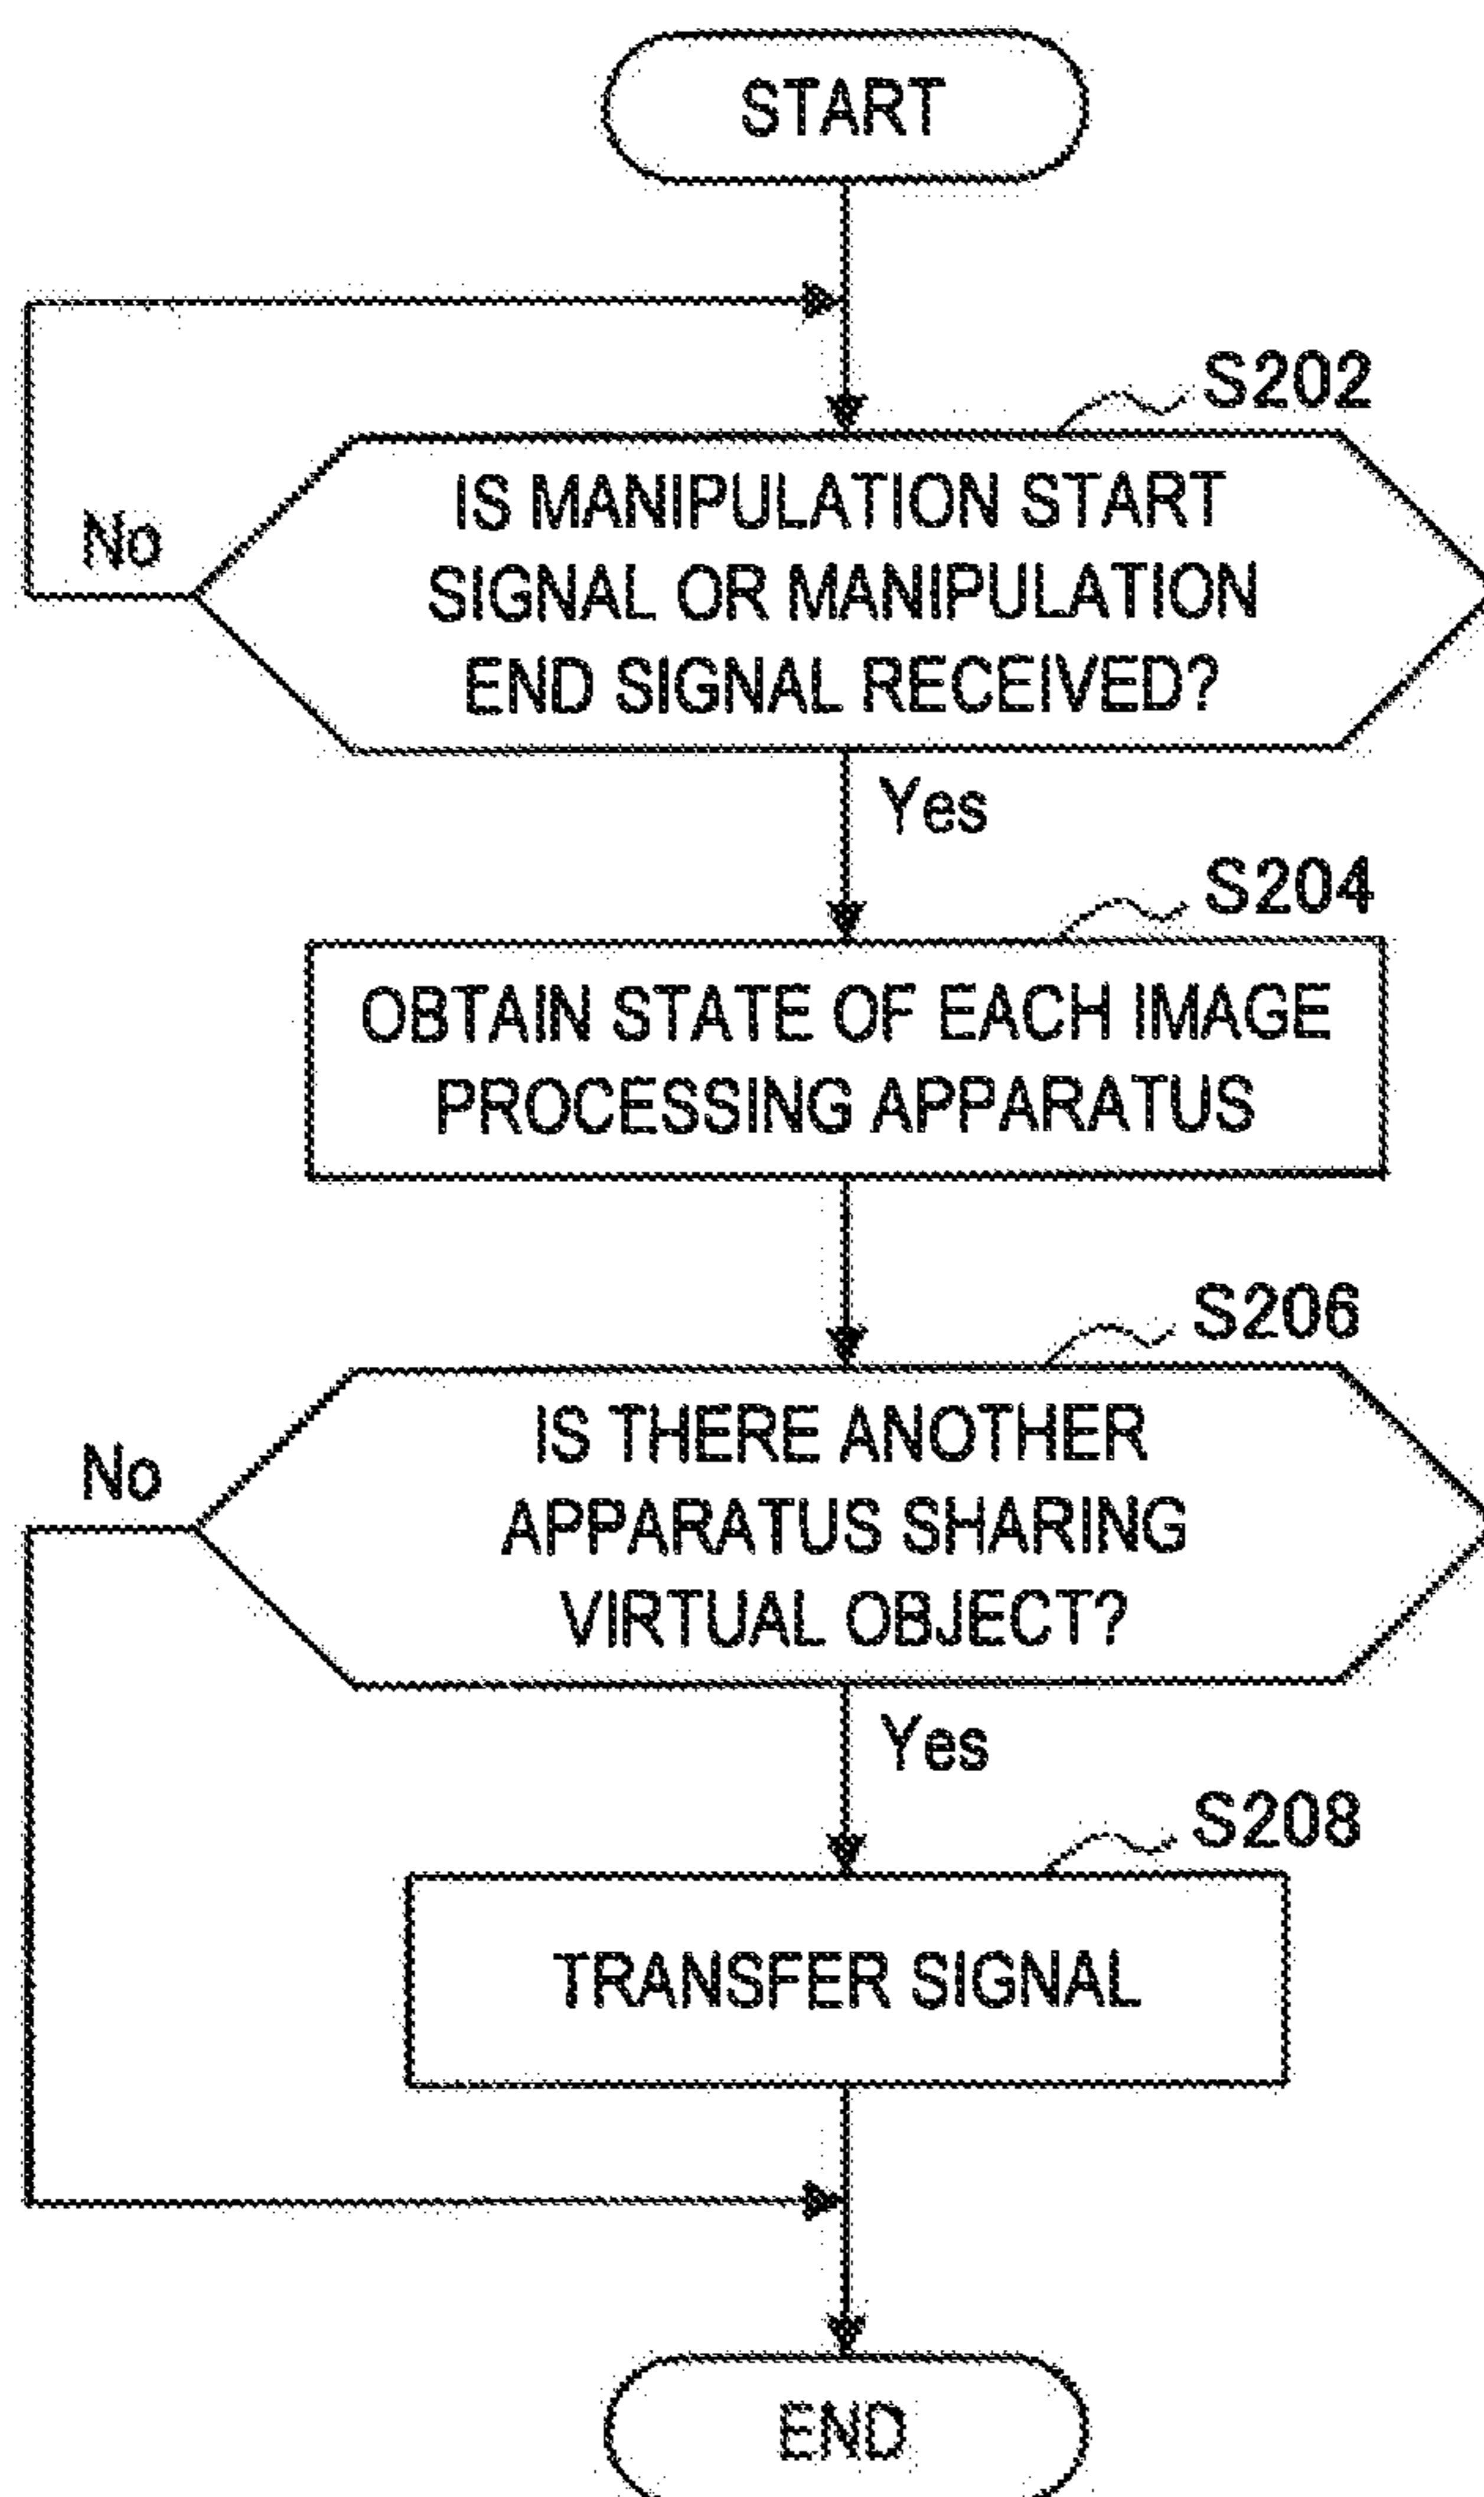 START
S202
IS MANIPULATION START
SIGNAL OR MANIPULATION
END SIGNAL RECEIVED?
No
Yes
S204
OBTAIN STATE OF EACH IMAGE
PROCESSING APPARATUS
S206
IS THERE ANOTHER
APPARATUS SHARING
VIRTUAL OBJECT?
No
Yes
S208
TRANSFER SIGNAL
END